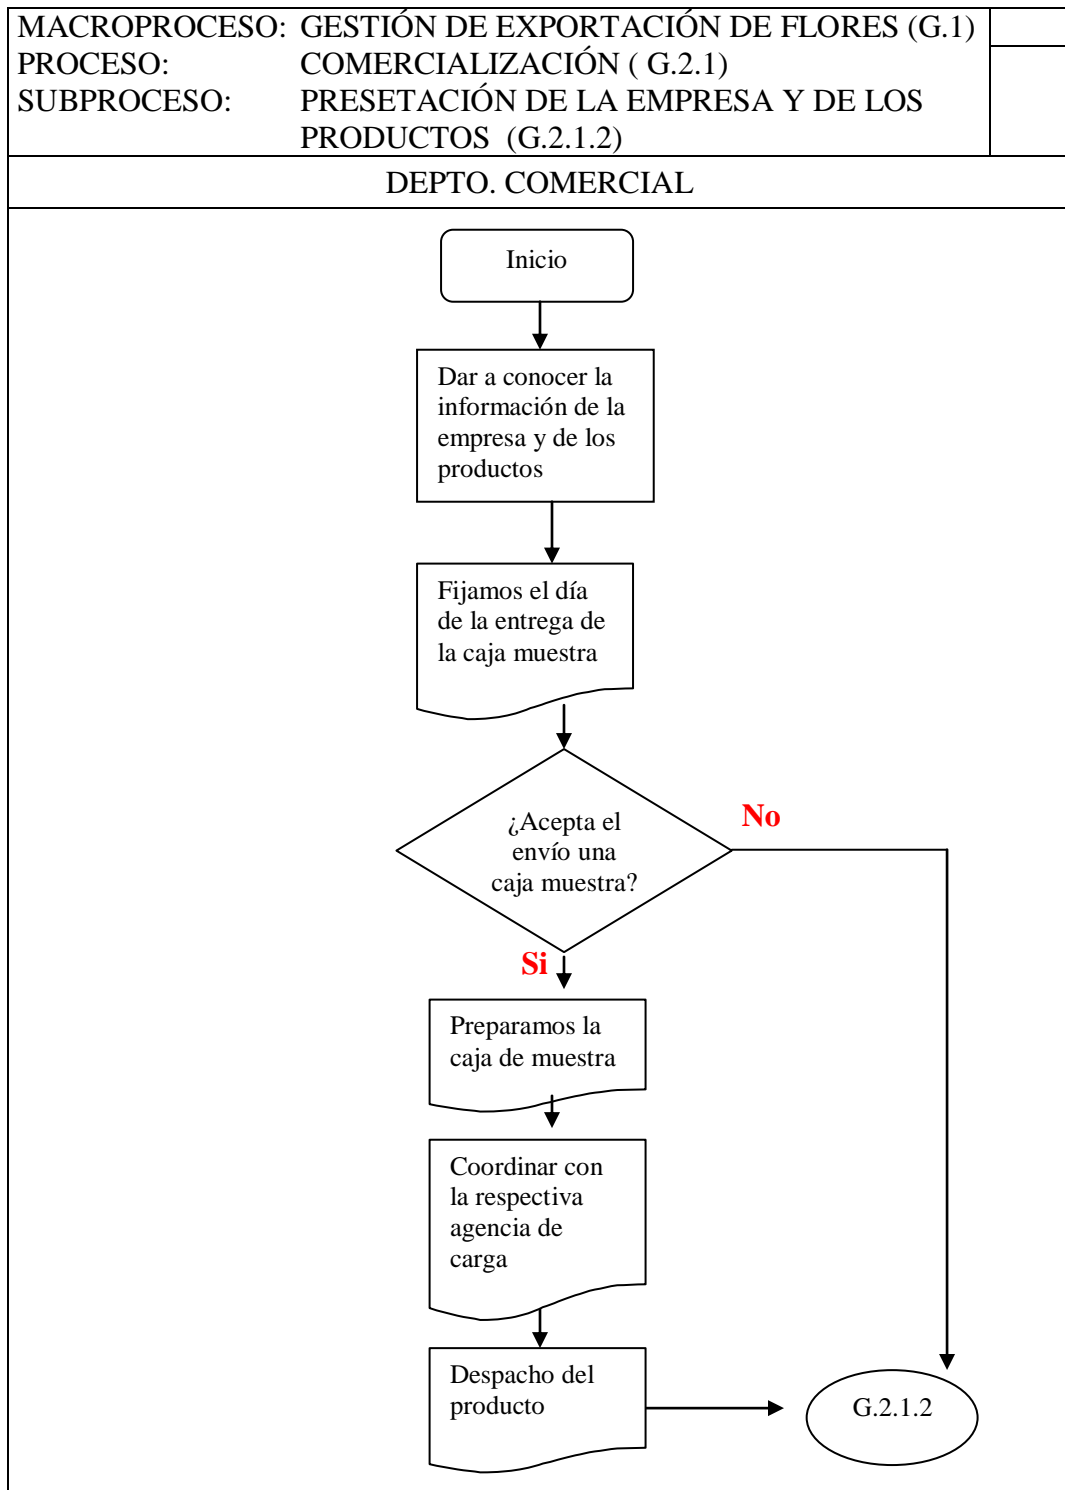 MACROPROCESO: GESTIÓN DE EXPORTACIÓN DE FLORES (G.1)
PROCESO: COMERCIALIZACIÓN ( G.2.1)
SUBPROCESO: PRESETACIÓN DE LA EMPRESA Y DE LOS
PRODUCTOS (G.2.1.2)
DEPTO. COMERCIAL
Inicio
Dar a conocer la
información de la
empresa y de los
productos
Fijamos el día
de la entrega de
la caja muestra
¿Acepta el
envío una
caja muestra?
No
Si
Preparamos la
caja de muestra
Coordinar con
la respectiva
agencia de
carga
Despacho del
producto
G.2.1.2